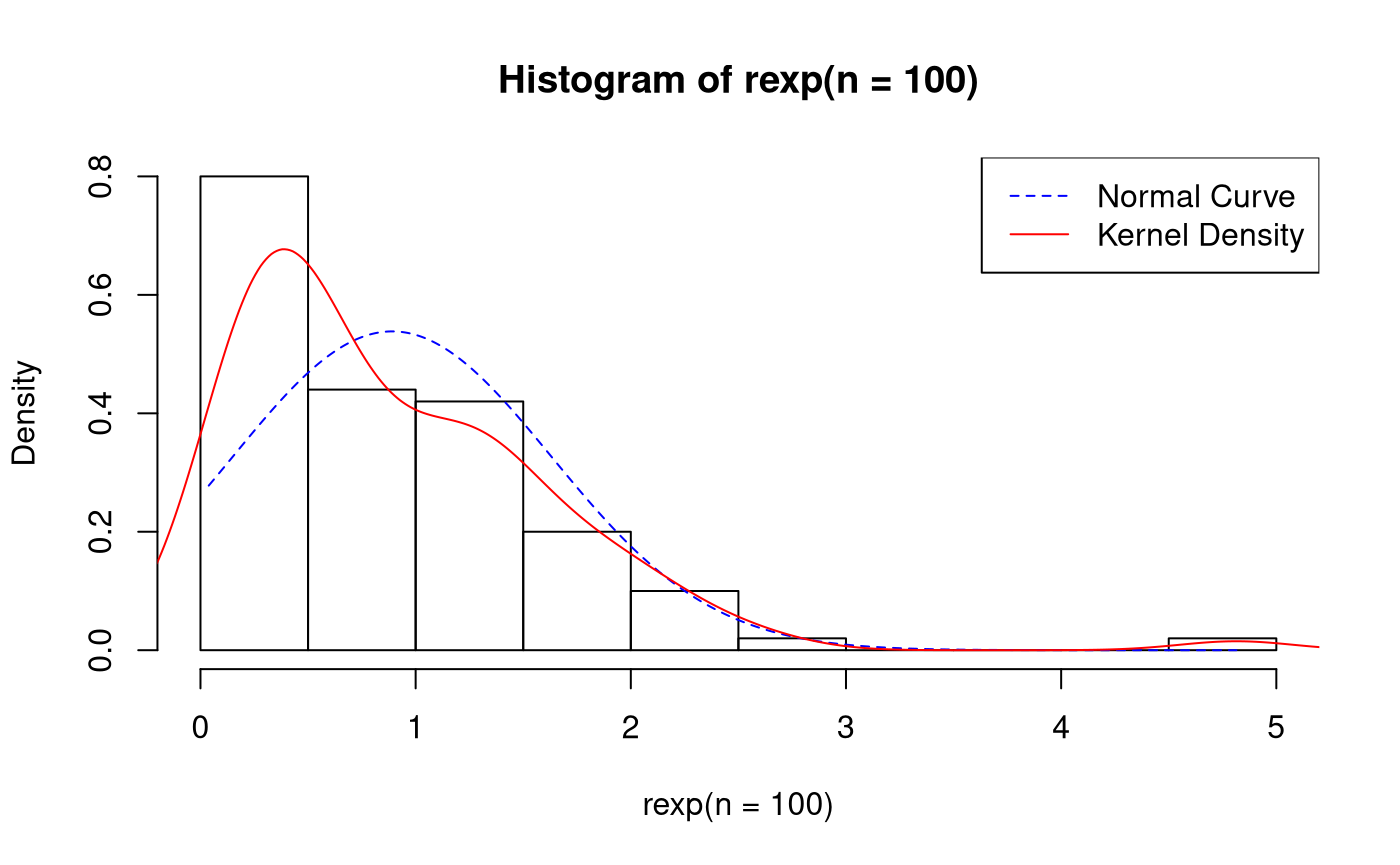 Histogram of rexp(n = 100)
Normal Curve
Kernel Density
Density
0.8
0.6
0.4
0.2
0.0
0 1 2 3 4 5
rexp(n = 100)